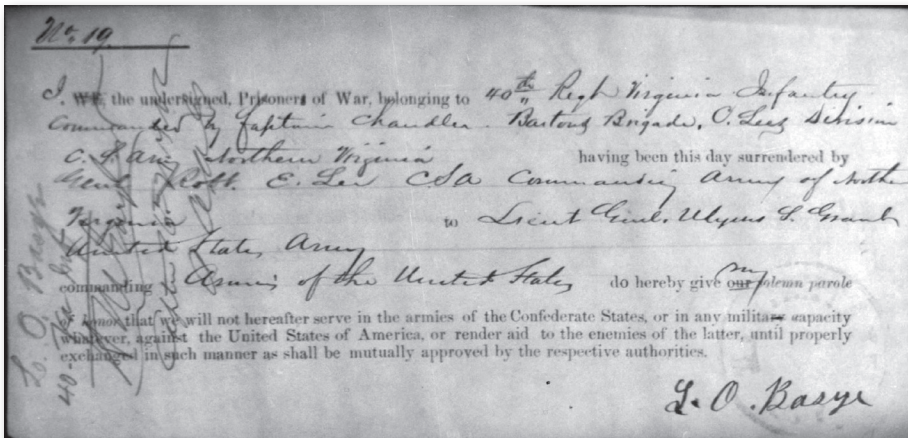 No. 19
I. WE, the undersigned, Prisoners of War, belonging to 40th Regt Virginia Infantry
Commanded by Captain Chandler Bartons Brigade, C. Lees Division
C. S. Army Northern Virginia having been this day surrendered by
Genl Robt. E. Lee CSA Commanding Army of North
Virginia to Lieut Genl. Ulyses S. Grant
United States Army
commanding Armies of the United States do hereby give our my solemn parole
of honor that we will not hereafter serve in the armies of the Confederate States, or in any military capacity
whatever, against the United States of America, or render aid to the enemies of the latter, until properly
exchanged in such manner as shall be mutually approved by the respective authorities.
L. O. Basye
L. O. Basye